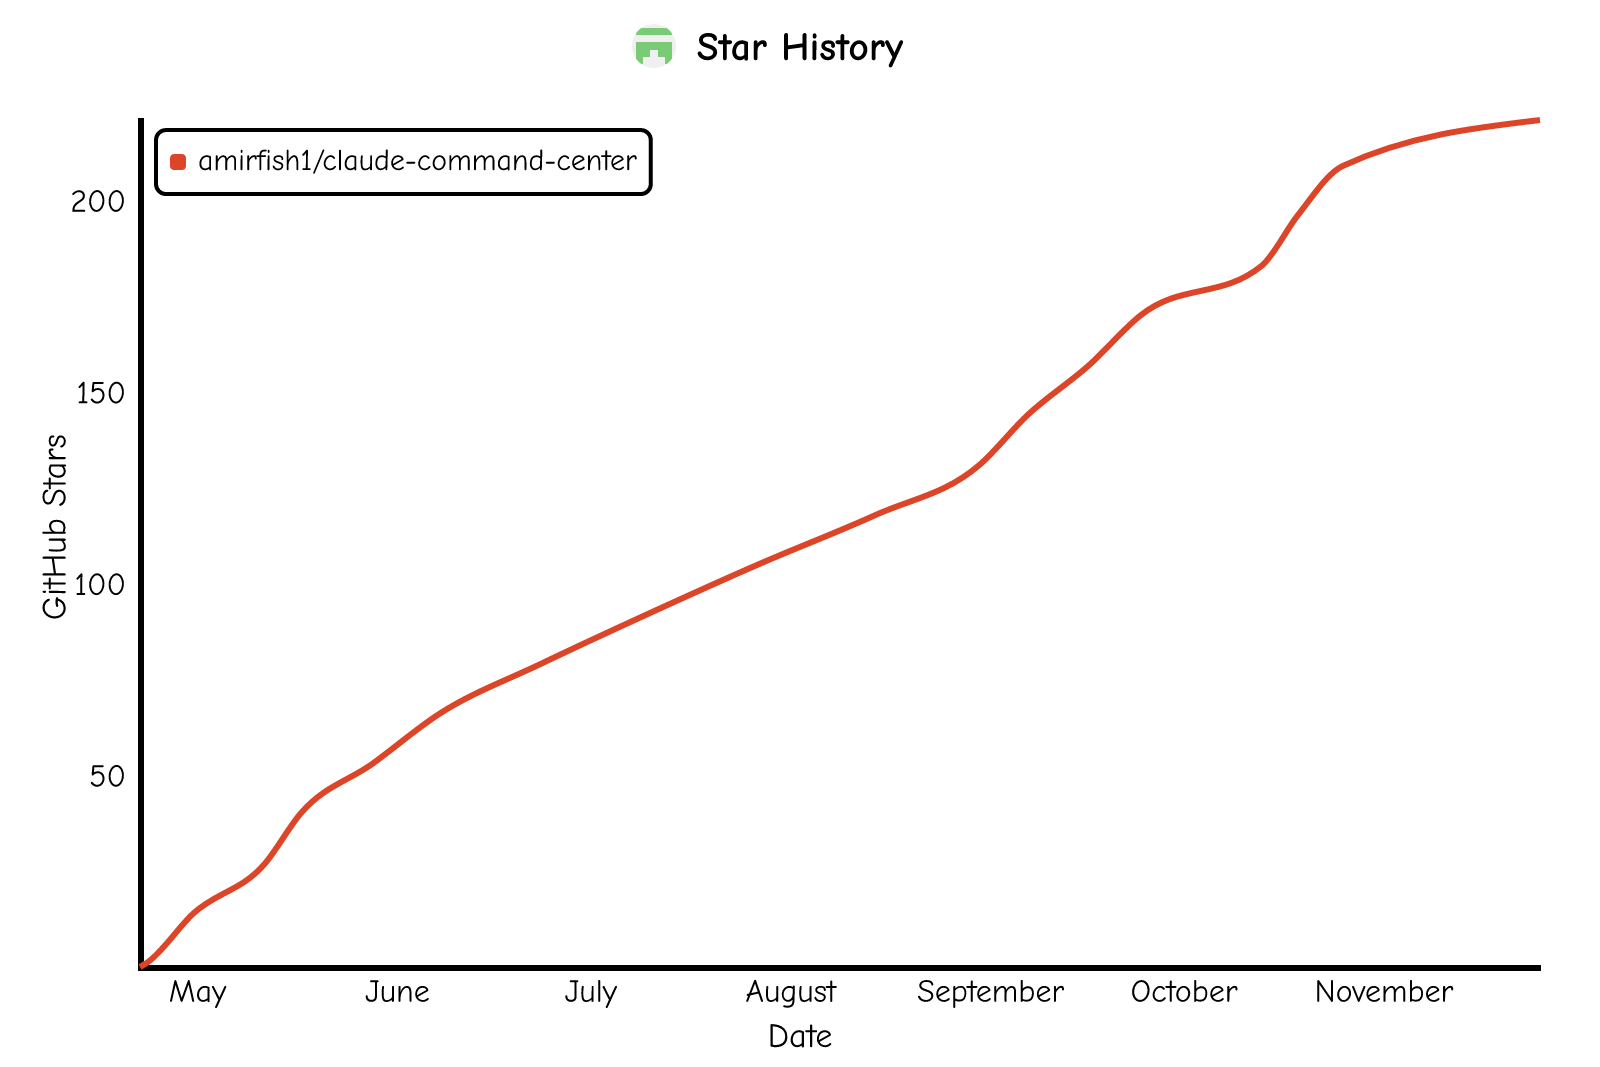 Star History
amirfish1/claude-command-center
200
150
100
50
GitHub Stars
May June July August September October November
Date